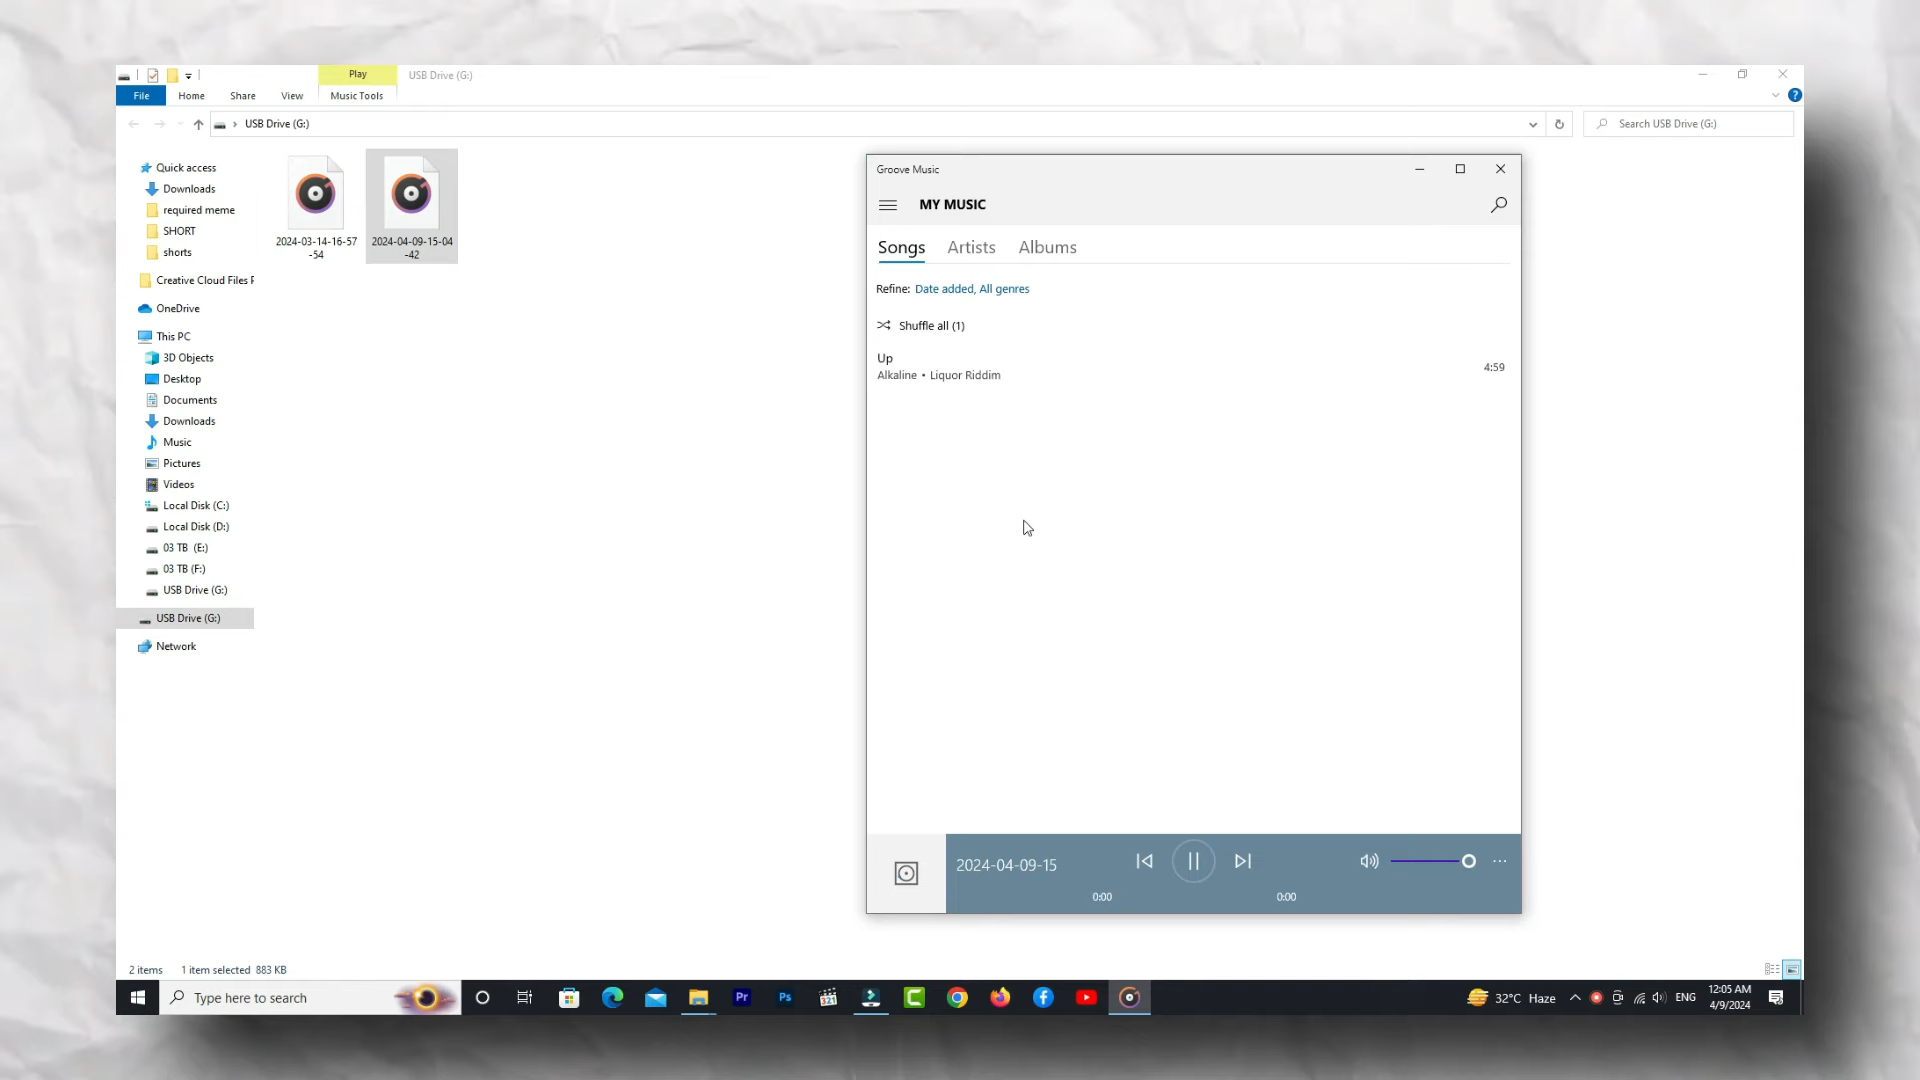 Play
USB Drive (G:)
File
Home
Share
View
Music Tools
?
USB Drive (G:)
Search USB Drive (G:)
Quick access
Downloads
required meme
SHORT
shorts
Creative Cloud Files F
OneDrive
This PC
3D Objects
Desktop
Documents
Downloads
Music
Pictures
Videos
Local Disk (C:)
Local Disk (D:)
03 TB (E:)
03 TB (F:)
USB Drive (G:)
USB Drive (G:)
Network
2024-03-14-16-57
-54
2024-04-09-15-04
-42
Groove Music
MY MUSIC
Songs
Artists
Albums
Refine: Date added, All genres
Shuffle all (1)
Up
Alkaline • Liquor Riddim
4:59
2024-04-09-15
0:00
0:00
2 items
1 item selected 883 KB
Type here to search
Pr
Ps
321
32°C Haze
ENG
12:05 AM
4/9/2024